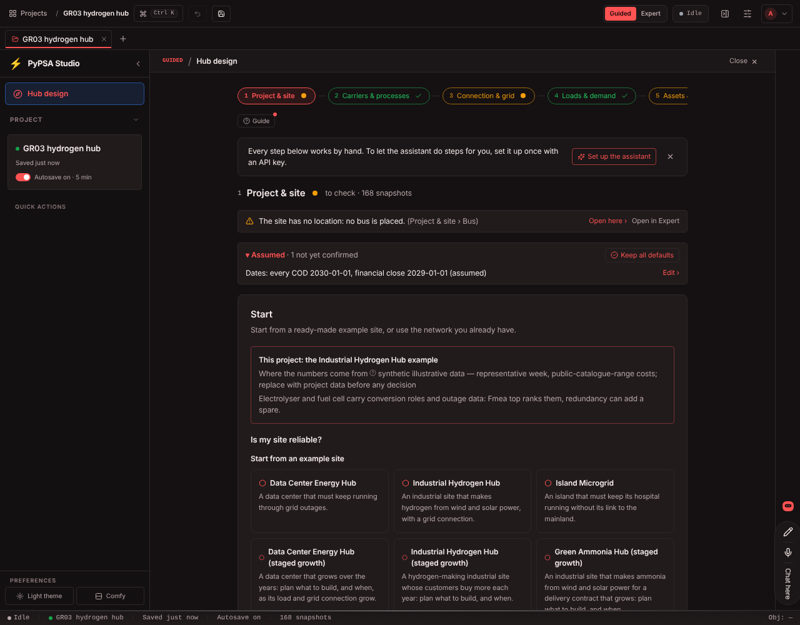 Projects / GR03 hydrogen hub Ctrl K Guided Expert Idle A
GR03 hydrogen hub
PyPSA Studio
GUIDED / Hub design Close
Hub design
1 Project & site 2 Carriers & processes 3 Connection & grid 4 Loads & demand 5 Assets
PROJECT
Guide
GR03 hydrogen hub
Saved just now
Autosave on · 5 min
QUICK ACTIONS
Every step below works by hand. To let the assistant do steps for you, set it up once with
an API key.
Set up the assistant
1 Project & site to check · 168 snapshots
The site has no location: no bus is placed. (Project & site › Bus) Open here › Open in Expert
Assumed · 1 not yet confirmed Keep all defaults
Dates: every COD 2030-01-01, financial close 2029-01-01 (assumed) Edit ›
Start
Start from a ready-made example site, or use the network you already have.
This project: the Industrial Hydrogen Hub example
Where the numbers come from synthetic illustrative data — representative week, public-catalogue-range costs;
replace with project data before any decision
Electrolyser and fuel cell carry conversion roles and outage data: Fmea top ranks them, redundancy can add a
spare.
Is my site reliable?
Start from an example site
Data Center Energy Hub
A data center that must keep running
through grid outages.
Industrial Hydrogen Hub
An industrial site that makes
hydrogen from wind and solar power,
with a grid connection.
Island Microgrid
An island that must keep its hospital
running without its link to the
mainland.
Data Center Energy Hub
(staged growth)
A data center that grows over the
years: plan what to build, and when,
as its load and grid connection grow.
Industrial Hydrogen Hub
(staged growth)
A hydrogen-making industrial site
whose customers buy more each
year: plan what to build, and when.
Green Ammonia Hub (staged
growth)
An industrial site that makes ammonia
from wind and solar power for a
delivery contract that grows: plan
what to build, and when.
Chat here
PREFERENCES
Light theme Comfy
Idle GR03 hydrogen hub Saved just now Autosave on 168 snapshots Obj: —